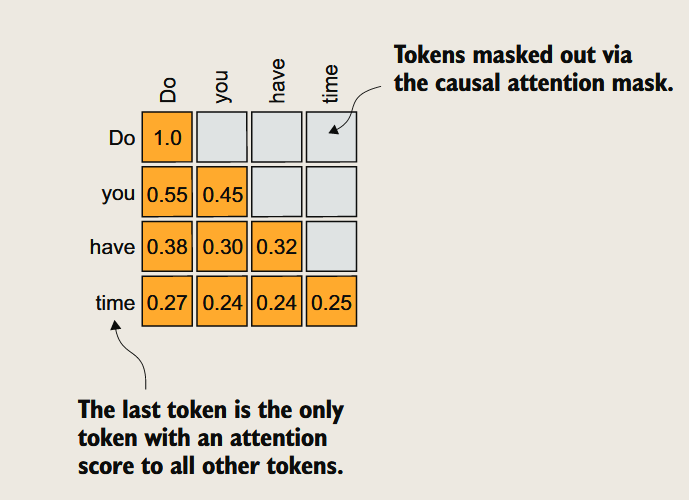 Tokens masked out via
the causal attention mask.
Do you have time
Do 1.0
you 0.55 0.45
have 0.38 0.30 0.32
time 0.27 0.24 0.24 0.25
The last token is the only
token with an attention
score to all other tokens.